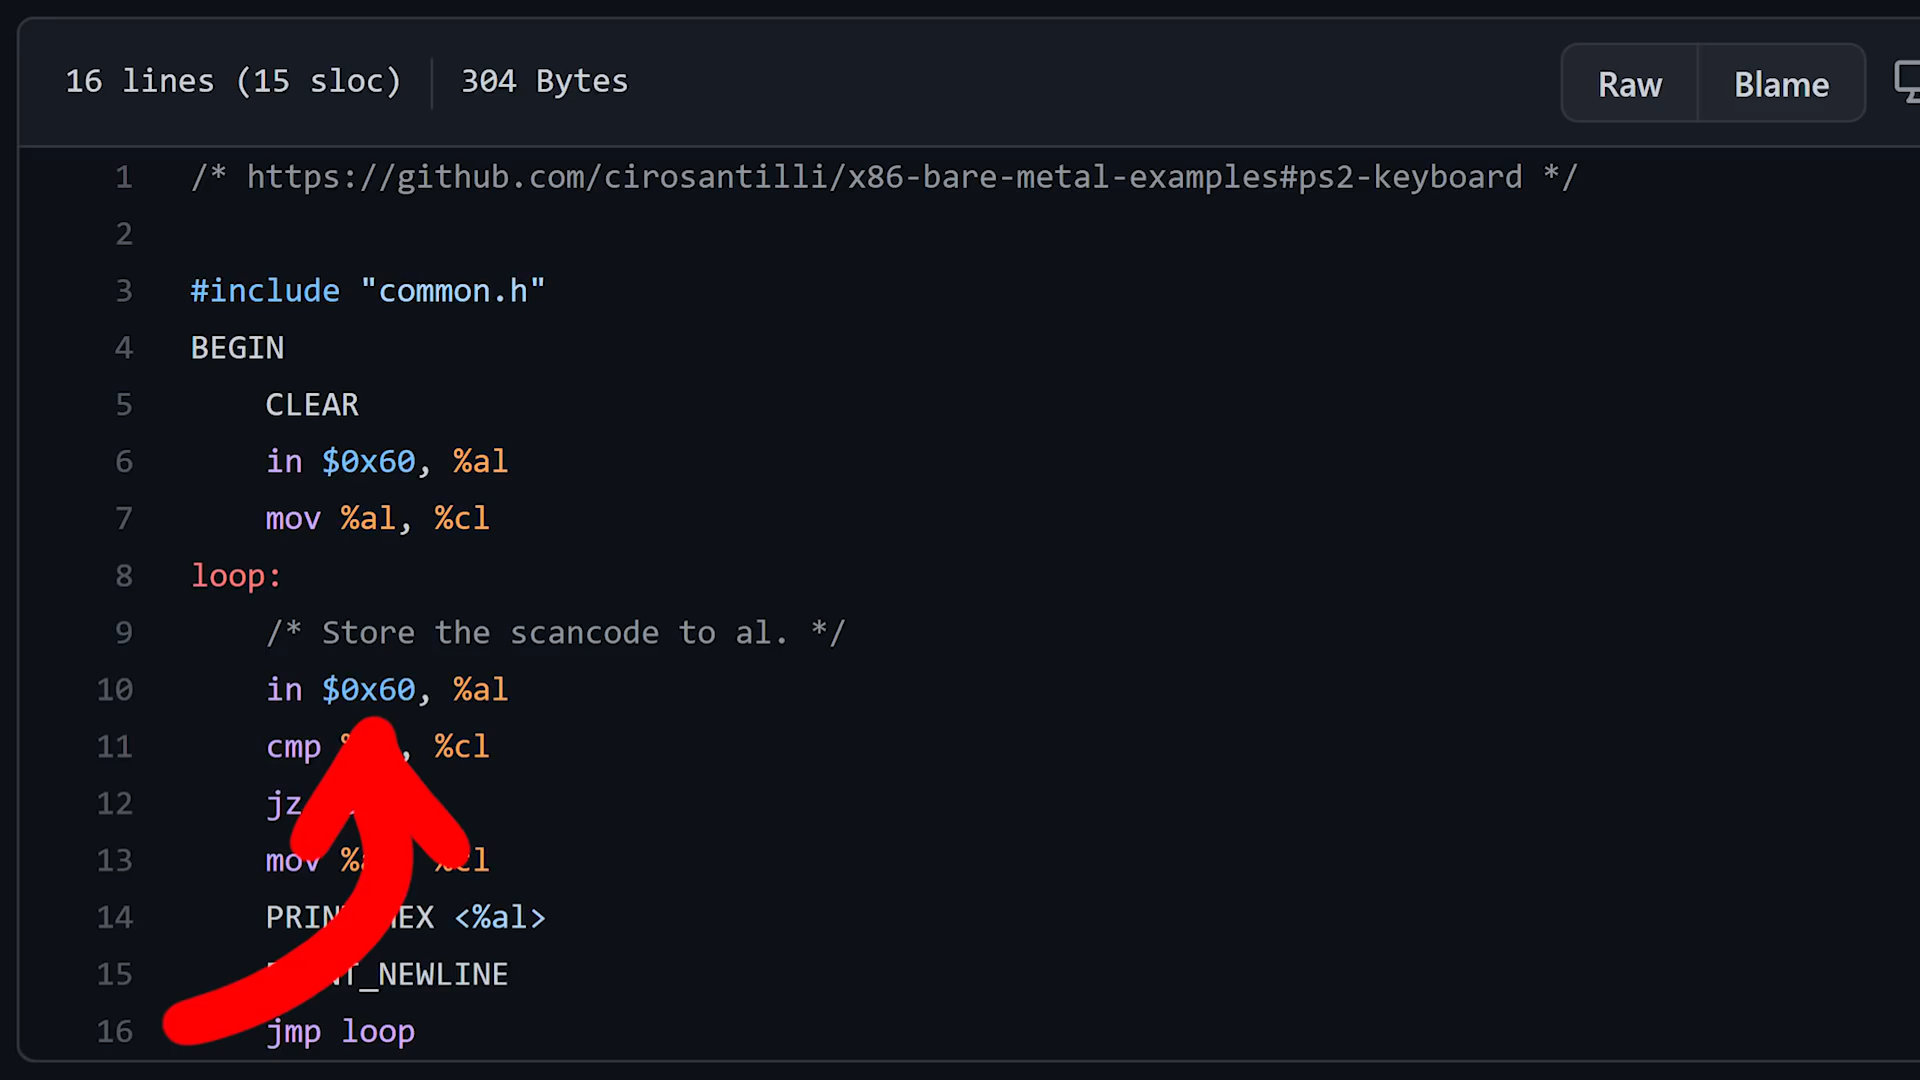 16 lines (15 sloc) 304 Bytes Raw Blame
1 /* https://github.com/cirosantilli/x86-bare-metal-examples#ps2-keyboard */
2
3 #include "common.h"
4 BEGIN
5 CLEAR
6 in $0x60, %al
7 mov %al, %cl
8 loop:
9 /* Store the scancode to al. */
10 in $0x60, %al
11 cmp , %cl
12 jz
13 mov %cl
14 <%al>
15
16 jmp loop